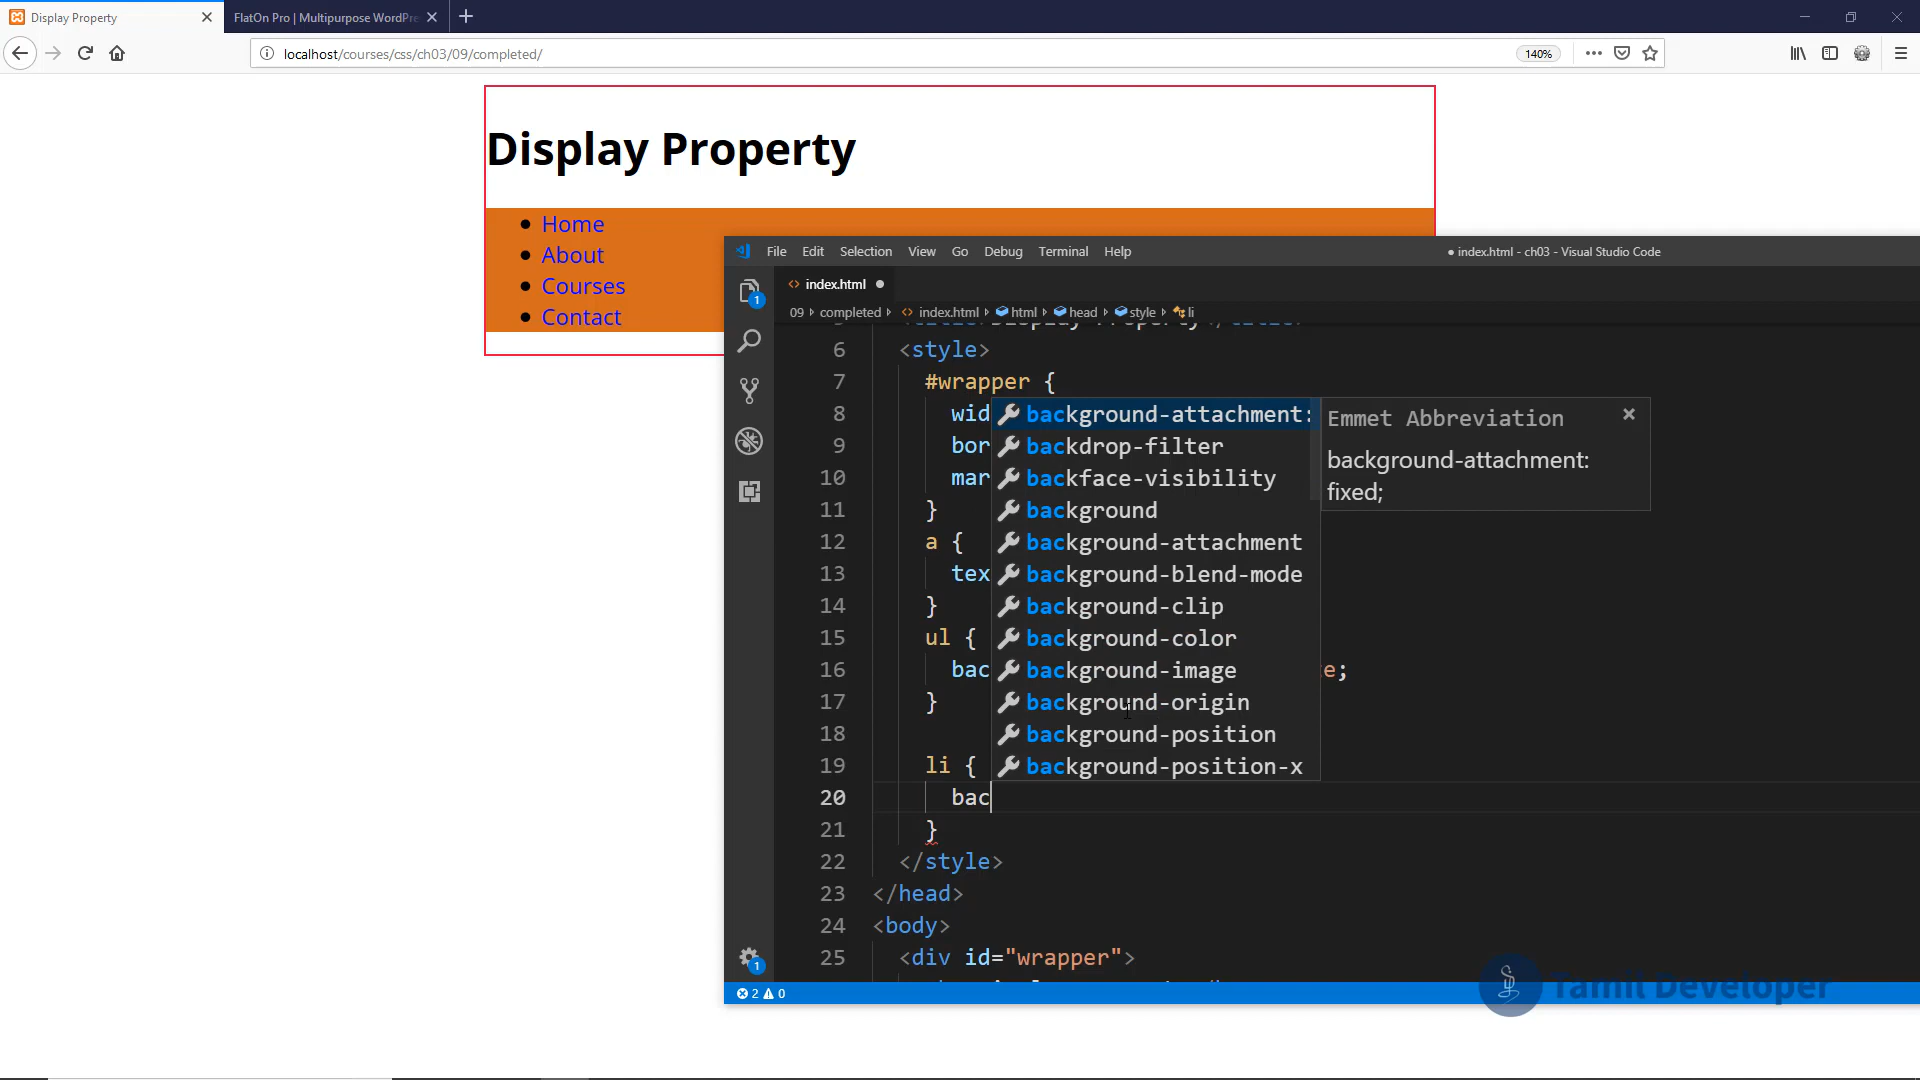 Display Property
FlatOn Pro | Multipurpose WordPre
localhost/courses/css/ch03/09/completed/
140%
Display Property
Home
About
Courses
Contact
File Edit Selection View Go Debug Terminal Help
● index.html - ch03 - Visual Studio Code
index.html
09 completed index.html html head style li
6 <style>
7 #wrapper {
8 wid
9 bor
10 mar
11 }
12 a {
13 tex
14 }
15 ul {
16 bac e;
17 }
18
19 li {
20 bac
21 }
22 </style>
23 </head>
24 <body>
25 <div id="wrapper">
background-attachment:
backdrop-filter
backface-visibility
background
background-attachment
background-blend-mode
background-clip
background-color
background-image
background-origin
background-position
background-position-x
Emmet Abbreviation
background-attachment:
fixed;
1
1
2 0
Tamil Developer